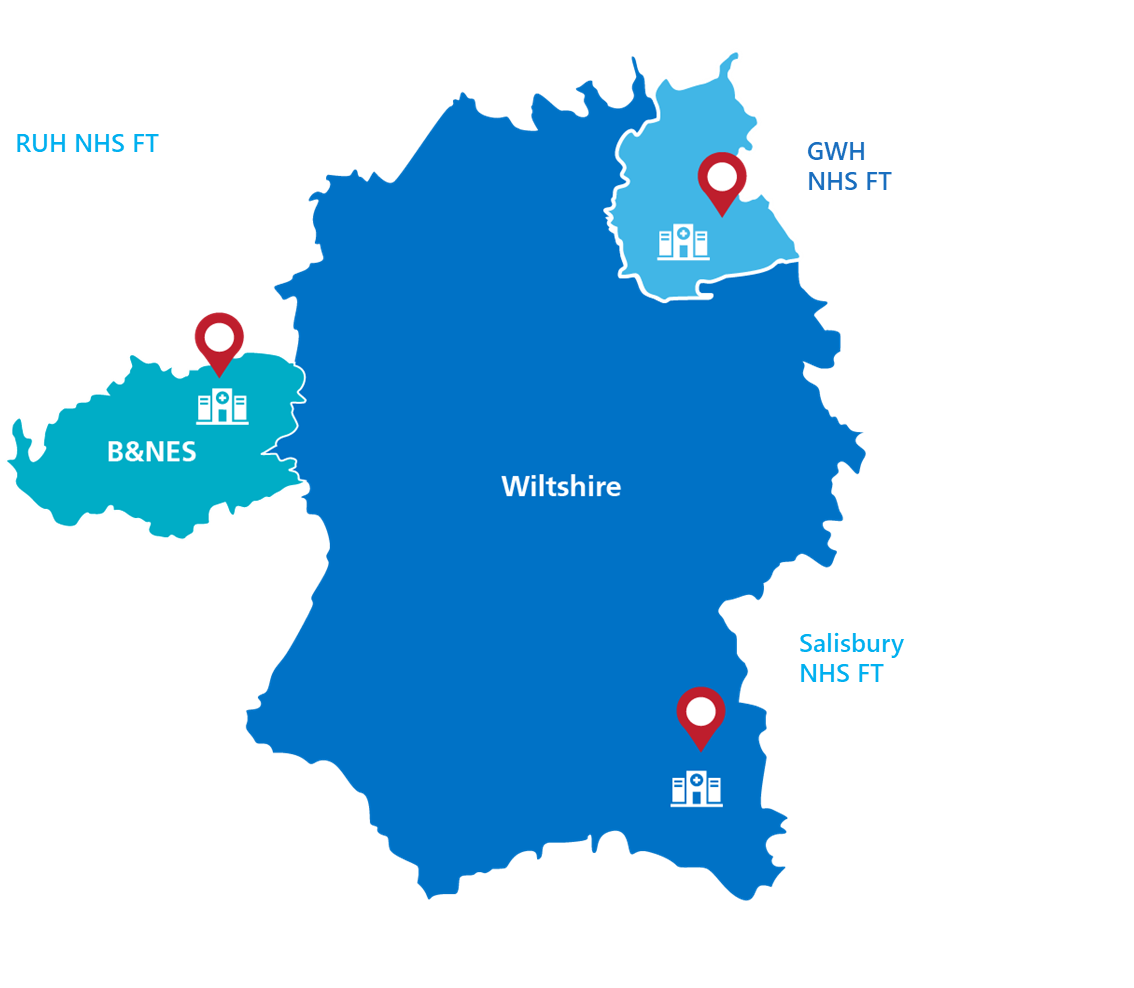 RUH NHS FT
GWH
NHS FT
B&NES
Wiltshire
Salisbury
NHS FT